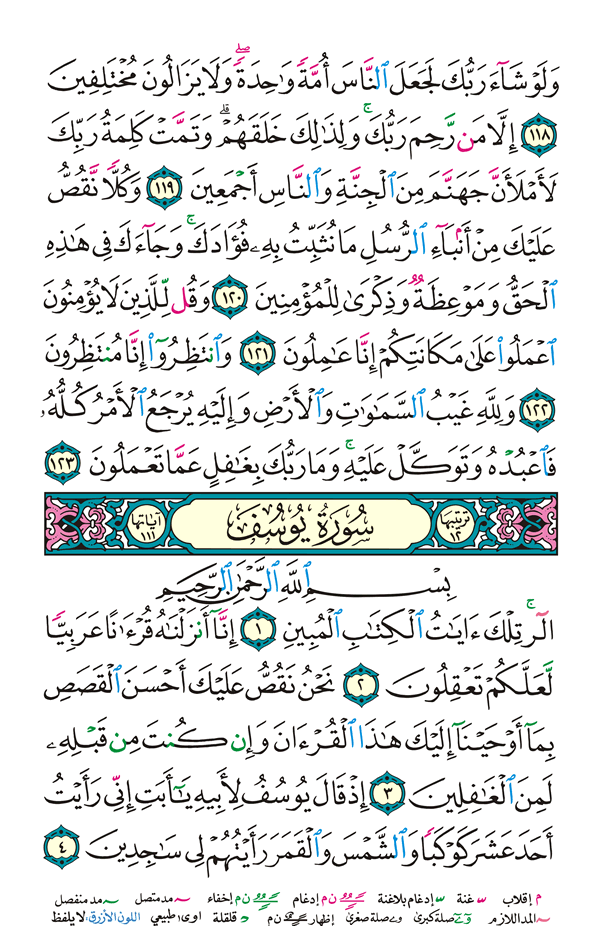 وَلَوْ شَآءَ رَبُّكَ لَجَعَلَ ٱلنَّاسَ أُمَّةً وَٰحِدَةً ۖ وَلَا يَزَالُونَ مُخْتَلِفِينَ
١١٨ إِلَّا مَن رَّحِمَ رَبُّكَ ۚ وَلِذَٰلِكَ خَلَقَهُمْ ۗ وَتَمَّتْ كَلِمَةُ رَبِّكَ
لَأَمْلَأَنَّ جَهَنَّمَ مِنَ ٱلْجِنَّةِ وَٱلنَّاسِ أَجْمَعِينَ ١١٩ وَكُلًّا نَّقُصُّ
عَلَيْكَ مِنْ أَنۢبَآءِ ٱلرُّسُلِ مَا نُثَبِّتُ بِهِۦ فُؤَادَكَ ۚ وَجَآءَكَ فِى هَٰذِهِ
ٱلْحَقُّ وَمَوْعِظَةٌ وَذِكْرَىٰ لِلْمُؤْمِنِينَ ١٢٠ وَقُل لِّلَّذِينَ لَا يُؤْمِنُونَ
ٱعْمَلُوا۟ عَلَىٰ مَكَانَتِكُمْ إِنَّا عَٰمِلُونَ ١٢١ وَٱنتَظِرُوٓا۟ إِنَّا مُنتَظِرُونَ
١٢٢ وَلِلَّهِ غَيْبُ ٱلسَّمَٰوَٰتِ وَٱلْأَرْضِ وَإِلَيْهِ يُرْجَعُ ٱلْأَمْرُ كُلُّهُۥ
فَٱعْبُدْهُ وَتَوَكَّلْ عَلَيْهِ ۚ وَمَا رَبُّكَ بِغَٰفِلٍ عَمَّا تَعْمَلُونَ ١٢٣
ترتيبها ١٢ سُورَةُ يُوسُفَ آياتها ١١١
بِسْمِ ٱللَّهِ ٱلرَّحْمَٰنِ ٱلرَّحِيمِ
الٓر ۚ تِلْكَ ءَايَٰتُ ٱلْكِتَٰبِ ٱلْمُبِينِ ١ إِنَّآ أَنزَلْنَٰهُ قُرْءَٰنًا عَرَبِيًّا
لَّعَلَّكُمْ تَعْقِلُونَ ٢ نَحْنُ نَقُصُّ عَلَيْكَ أَحْسَنَ ٱلْقَصَصِ
بِمَآ أَوْحَيْنَآ إِلَيْكَ هَٰذَا ٱلْقُرْءَانَ وَإِن كُنتَ مِن قَبْلِهِۦ
لَمِنَ ٱلْغَٰفِلِينَ ٣ إِذْ قَالَ يُوسُفُ لِأَبِيهِ يَٰٓأَبَتِ إِنِّى رَأَيْتُ
أَحَدَ عَشَرَ كَوْكَبًا وَٱلشَّمْسَ وَٱلْقَمَرَ رَأَيْتُهُمْ لِى سَٰجِدِينَ ٤
م إقلاب غنة إدغام بلاغنة ن م إدغام ن م إخفاء مد متصل مد منفصل
المد اللازم صلة كبرى و ے صلة صغرى إظهار ن م قلقلة اوى: طبيعي اللون الأزرق: لا يلفظ